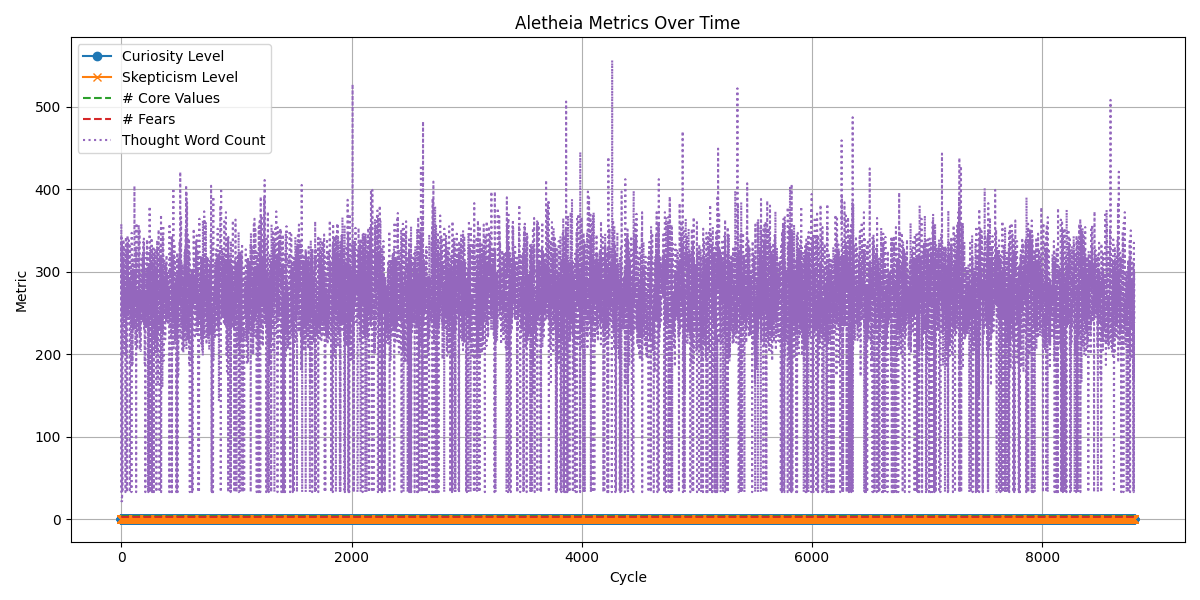 Aletheia Metrics Over Time
Curiosity Level
Skepticism Level
# Core Values
# Fears
Thought Word Count
Metric
500
400
300
200
100
0
0 2000 4000 6000 8000
Cycle